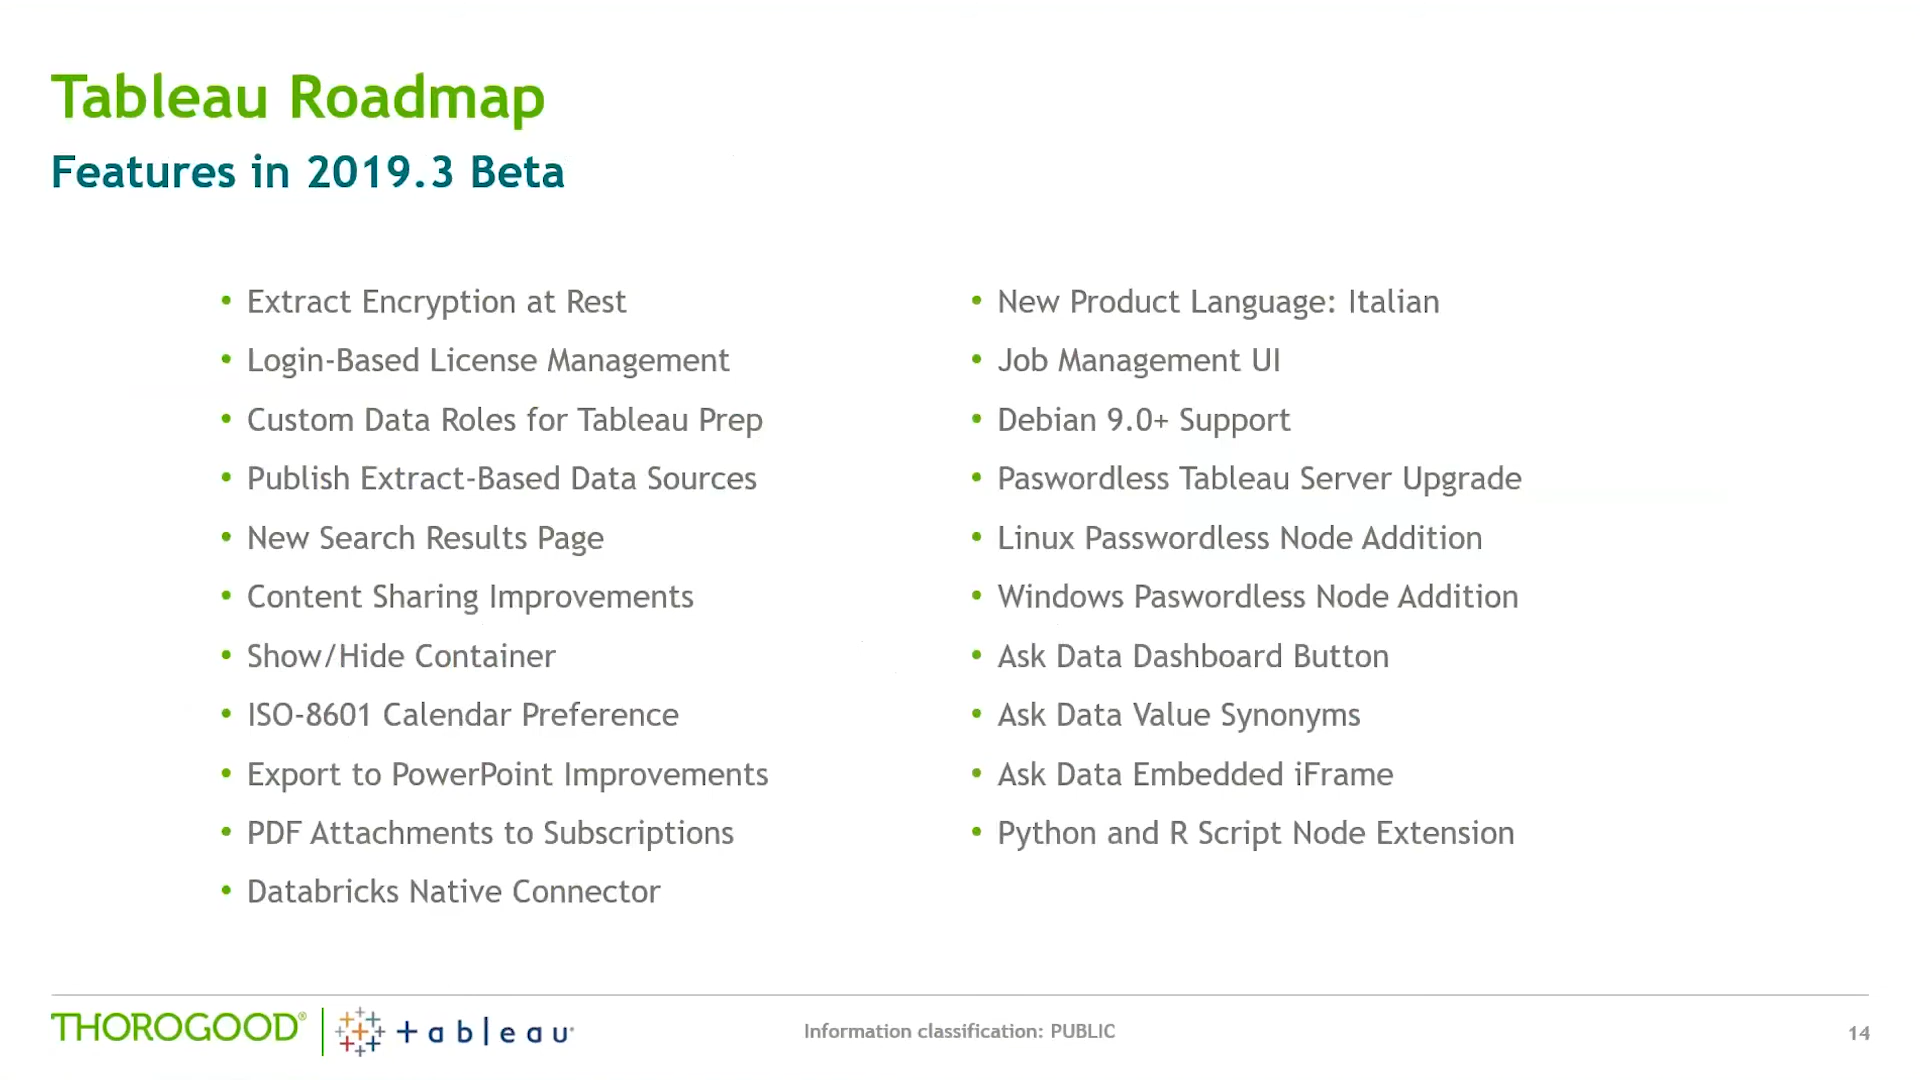 Tableau Roadmap
Features in 2019.3 Beta
• Extract Encryption at Rest
• Login-Based License Management
• Custom Data Roles for Tableau Prep
• Publish Extract-Based Data Sources
• New Search Results Page
• Content Sharing Improvements
• Show/Hide Container
• ISO-8601 Calendar Preference
• Export to PowerPoint Improvements
• PDF Attachments to Subscriptions
• Databricks Native Connector
• New Product Language: Italian
• Job Management UI
• Debian 9.0+ Support
• Paswordless Tableau Server Upgrade
• Linux Passwordless Node Addition
• Windows Paswordless Node Addition
• Ask Data Dashboard Button
• Ask Data Value Synonyms
• Ask Data Embedded iFrame
• Python and R Script Node Extension
THOROGOOD®
+ableau
Information classification: PUBLIC
14